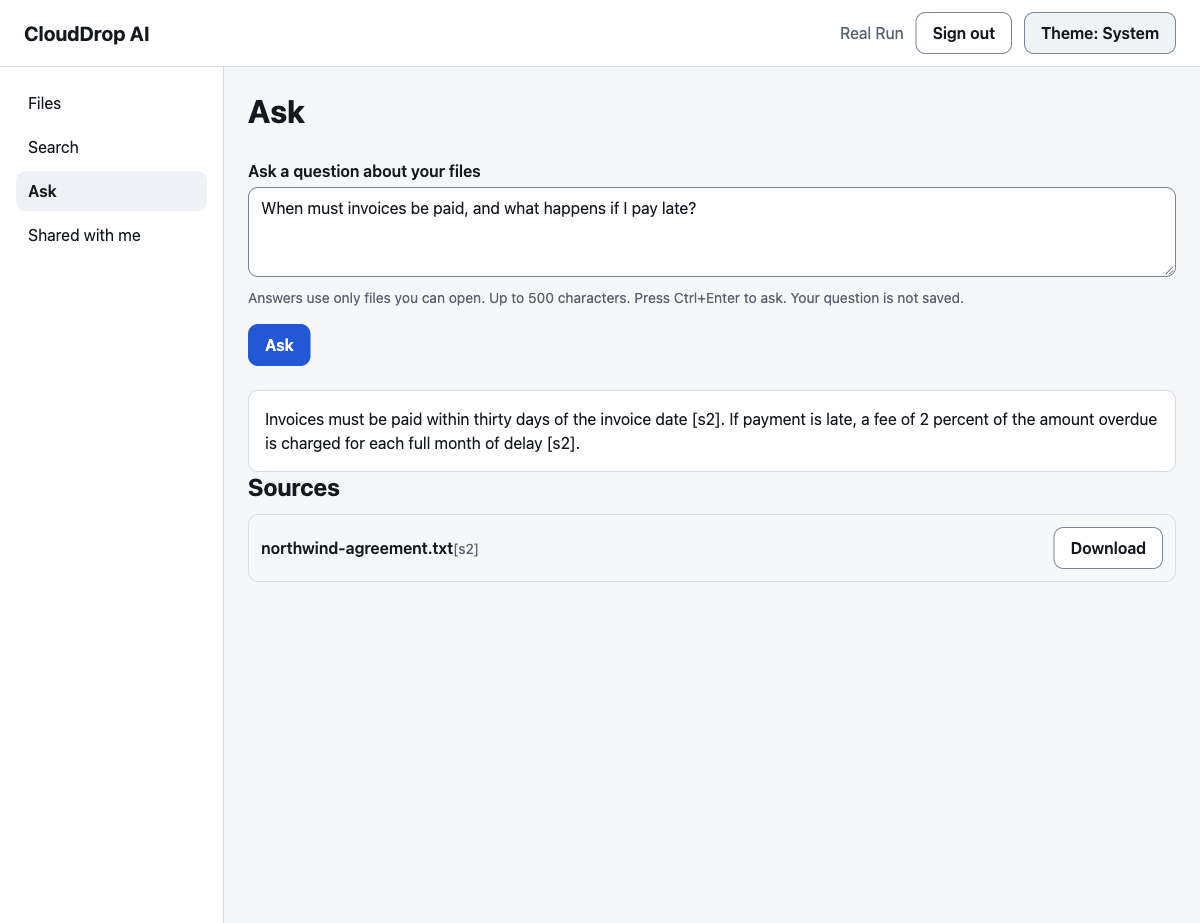 CloudDrop AI
Real Run
Sign out
Theme: System
Files
Search
Ask
Shared with me
Ask
Ask a question about your files
When must invoices be paid, and what happens if I pay late?
Answers use only files you can open. Up to 500 characters. Press Ctrl+Enter to ask. Your question is not saved.
Ask
Invoices must be paid within thirty days of the invoice date [s2]. If payment is late, a fee of 2 percent of the amount overdue
is charged for each full month of delay [s2].
Sources
northwind-agreement.txt[s2]
Download